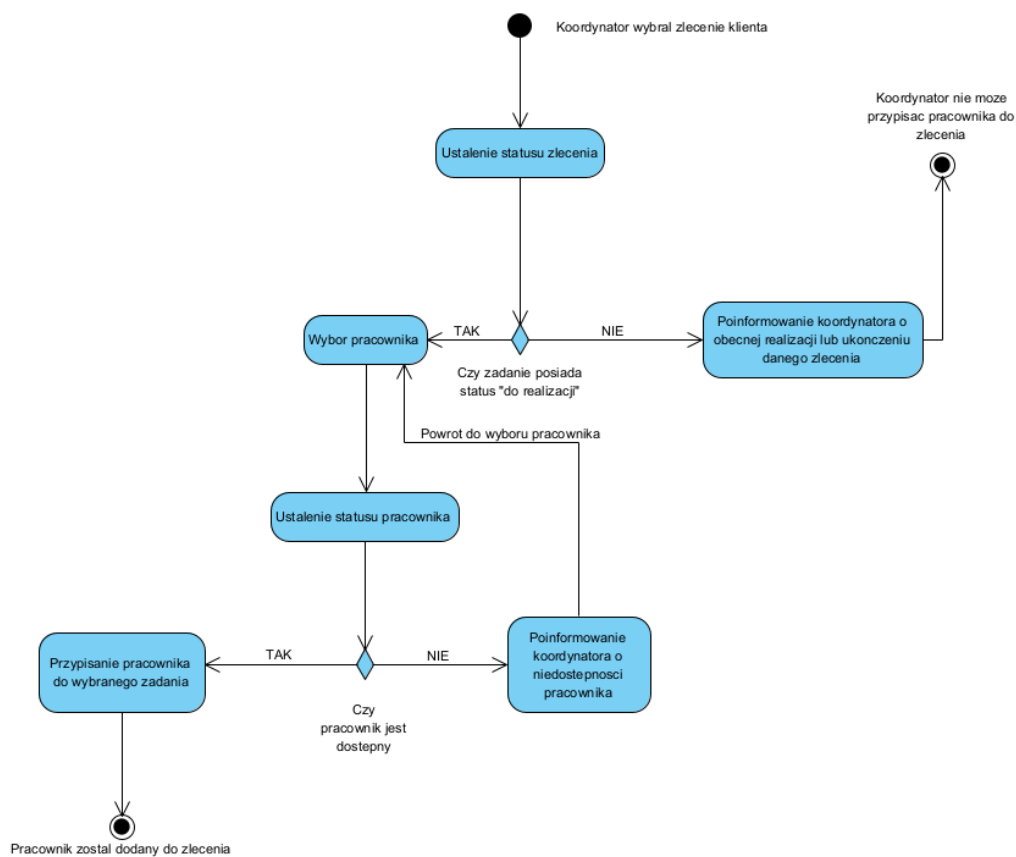 Koordynator wybral zlecenie klienta
Koordynator nie moze
przypisac pracownika do
zlecenia
Ustalenie statusu zlecenia
Wybor pracownika
TAK
NIE
Poinformowanie koordynatora o
obecnej realizacji lub ukonczeniu
danego zlecenia
Czy zadanie posiada
status "do realizacji"
Powrot do wyboru pracownika
Ustalenie statusu pracownika
Przypisanie pracownika
do wybranego zadania
TAK
NIE
Poinformowanie
koordynatora o
niedostepnosci
pracownika
Czy
pracownik jest
dostepny
Pracownik zostal dodany do zlecenia